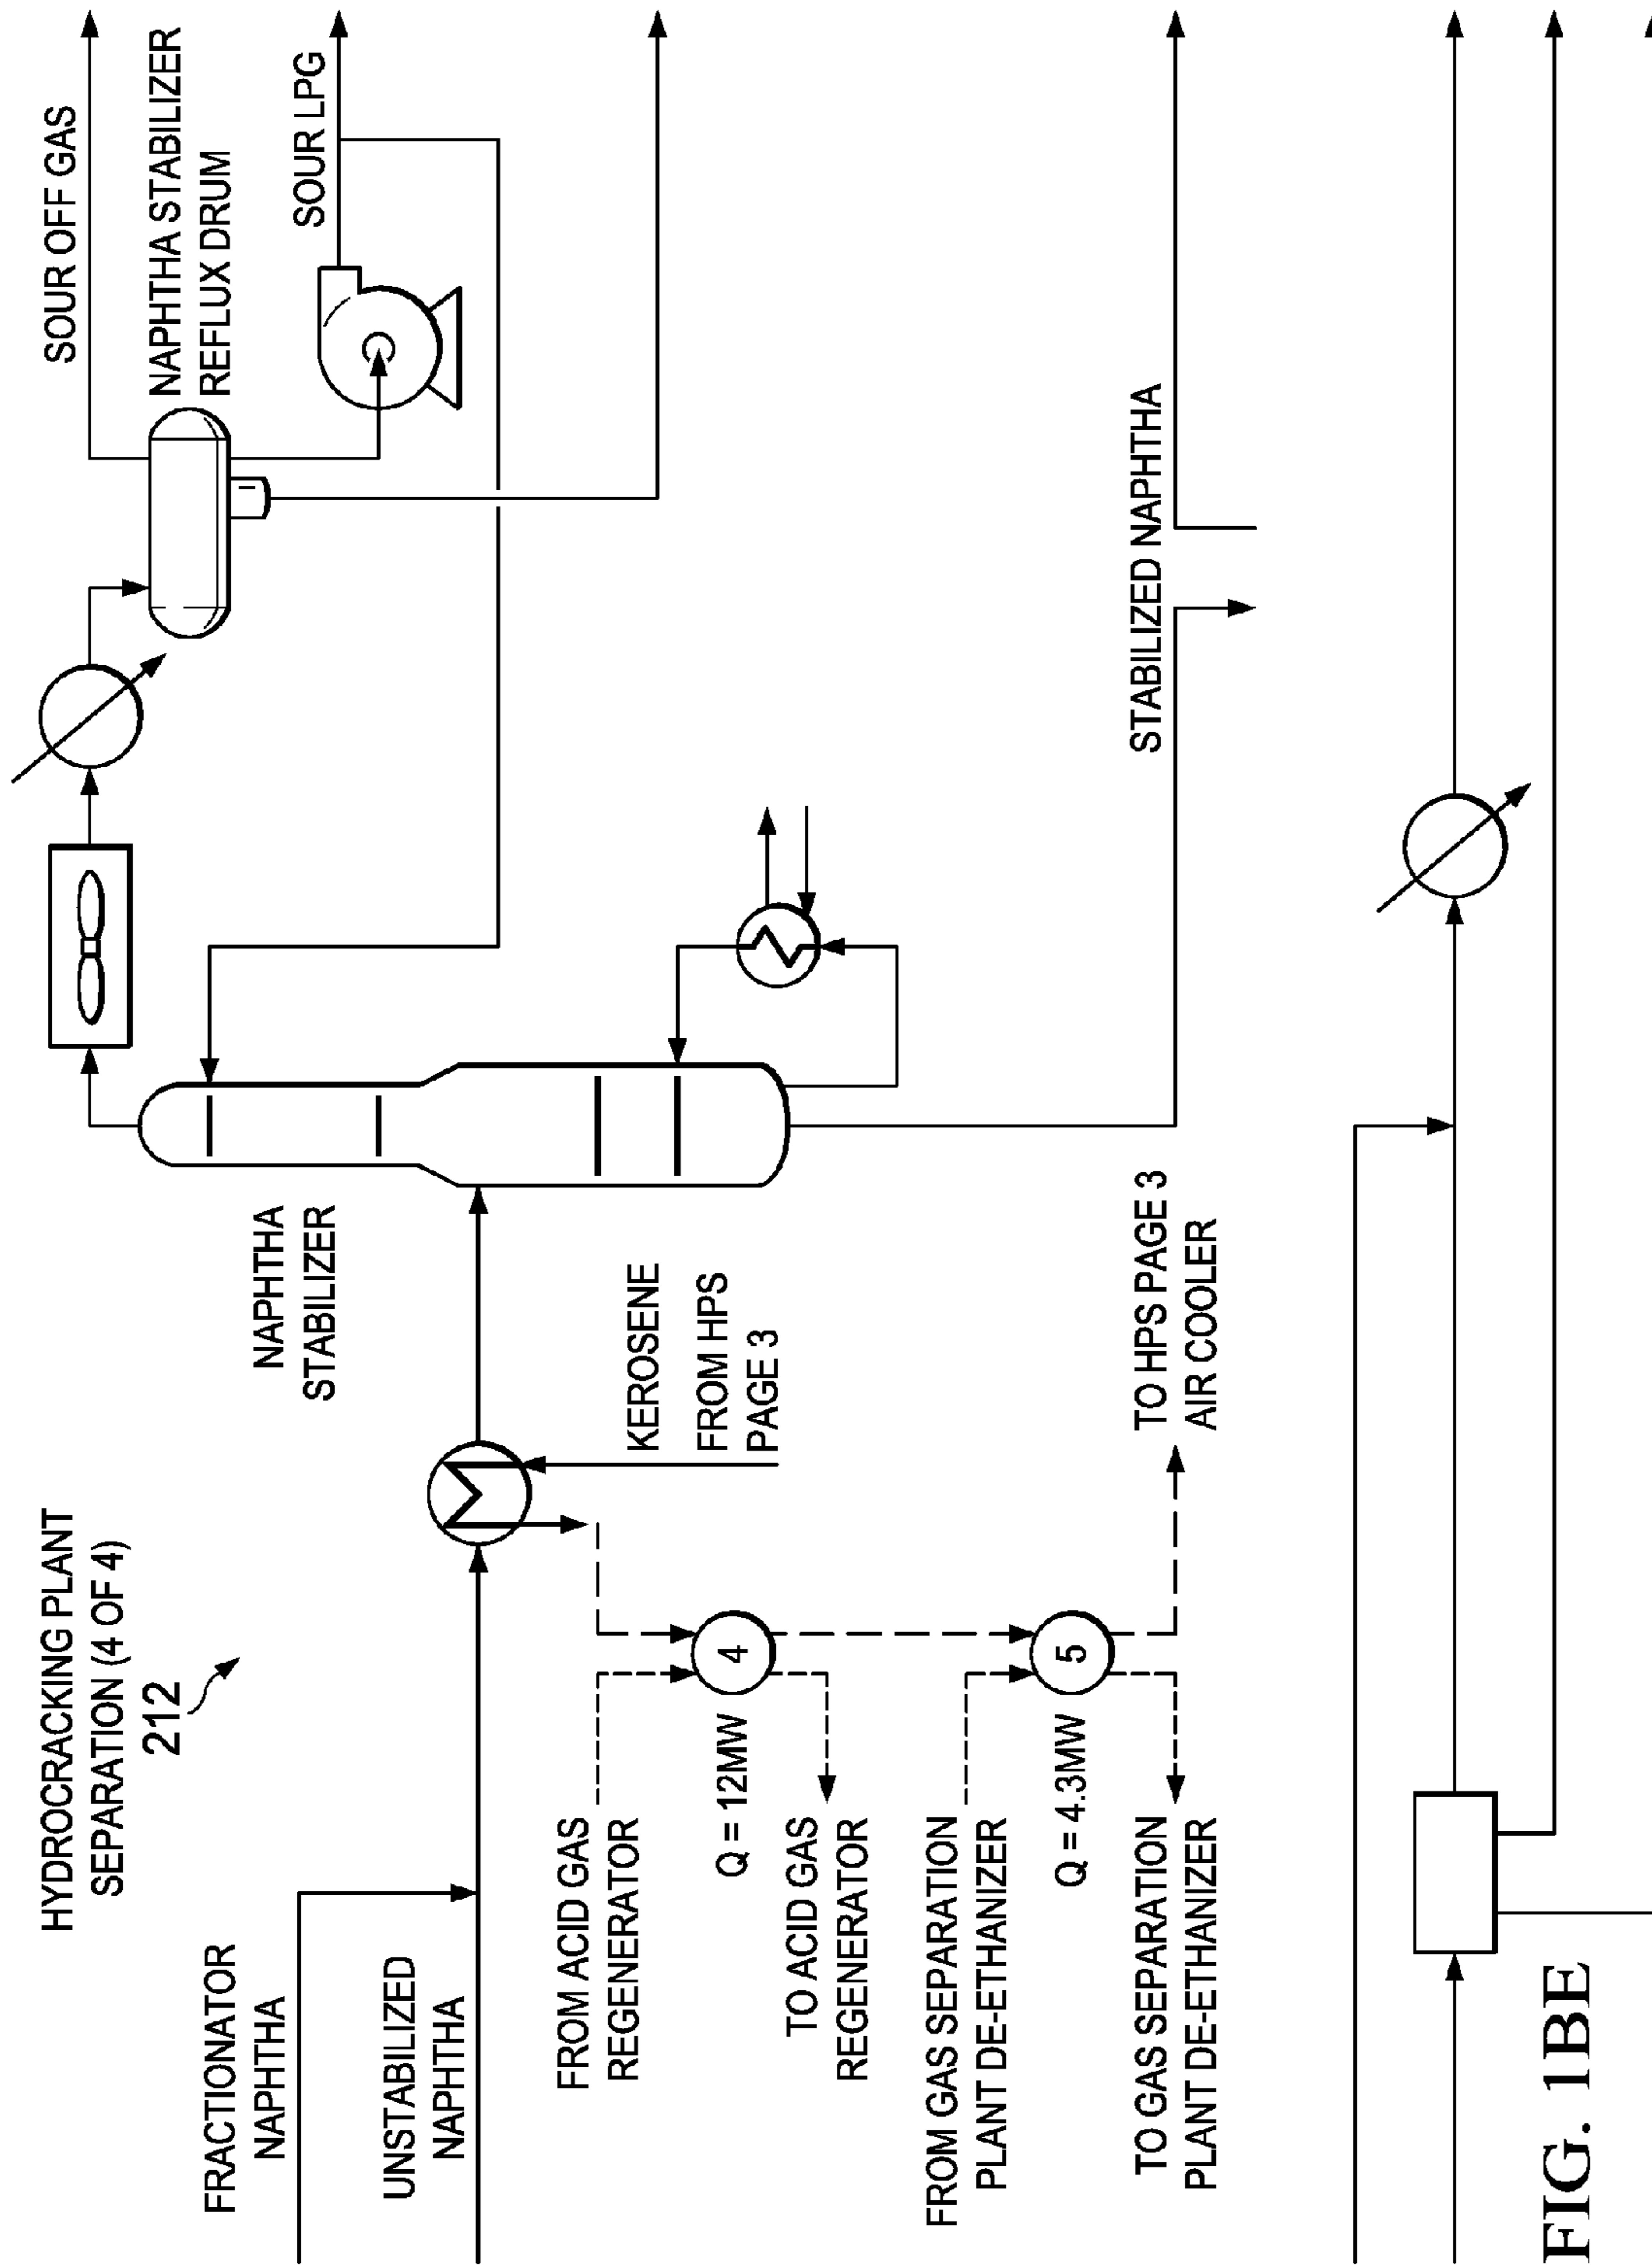 HYDROCRACKING PLANT
SEPARATION (4 OF 4)
212
FRACTIONATOR
NAPHTHA
UNSTABILIZED
NAPHTHA
NAPHTHA
STABILIZER
SOUR OFF GAS
NAPHTHA STABILIZER
REFLUX DRUM
SOUR LPG
KEROSENE
FROM HPS
PAGE 3
FROM ACID GAS
REGENERATOR
4
Q = 12MW
TO ACID GAS
REGENERATOR
FROM GAS SEPARATION
PLANT DE-ETHANIZER
5
Q = 4.3MW
TO GAS SEPARATION
PLANT DE-ETHANIZER
TO HPS PAGE 3
AIR COOLER
STABILIZED NAPHTHA
FIG. 1BE